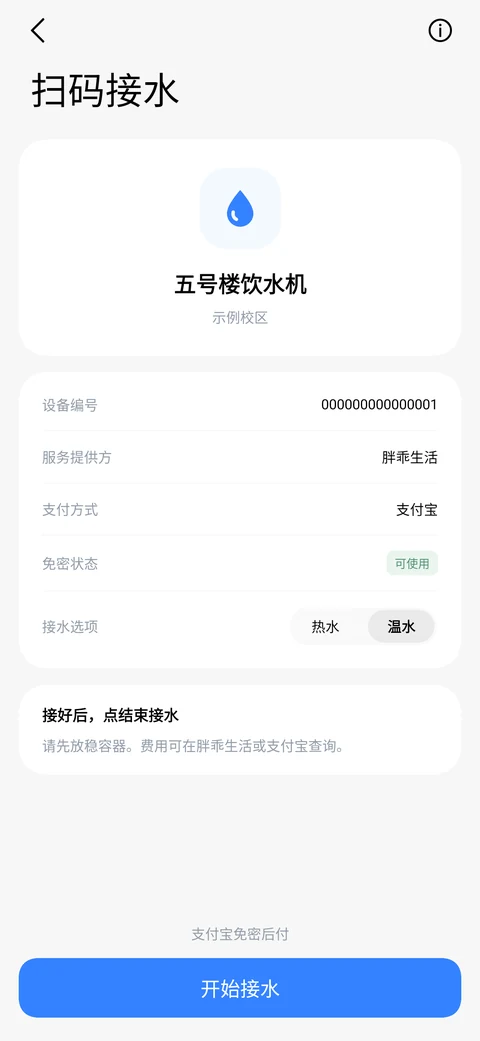 扫码接水
五号楼饮水机
示例校区
设备编号 000000000000001
服务提供方 胖乖生活
支付方式 支付宝
免密状态 可使用
接水选项 热水 温水
接好后，点结束接水
请先放稳容器。费用可在胖乖生活或支付宝查询。
支付宝免密后付
开始接水